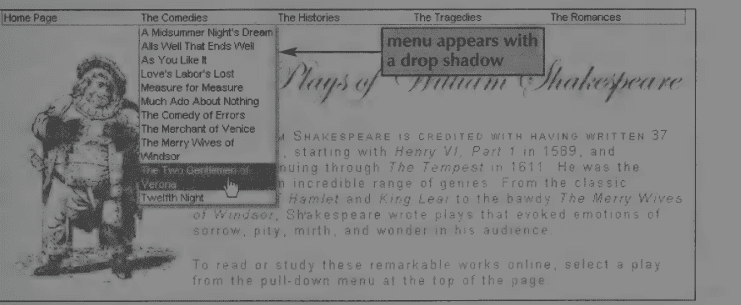 Home Page The Comedies The Histories The Tragedies The Romances
A Midsummer Night's Dream
Alls Well That Ends Well
As You Like It
Love's Labor's Lost
Measure for Measure
Much Ado About Nothing
The Comedy of Errors
The Merchant of Venice
The Merry Wives of
Windsor
The Two Gentlemen of
Verona
Twelfth Night
menu appears with
a drop shadow
Plays of William Shakespeare
Shakespeare is credited with having written 37
, starting with Henry VI, Part 1 in 1589, and
through The Tempest in 1611. He was the
incredible range of genres. From the classic
Hamlet and King Lear to the bawdy The Merry Wives
of Windsor, Shakespeare wrote plays that evoked emotions of
sorrow, pity, mirth, and wonder in his audience.
To read or study these remarkable works online, select a play
from the pull-down menu at the top of the page.